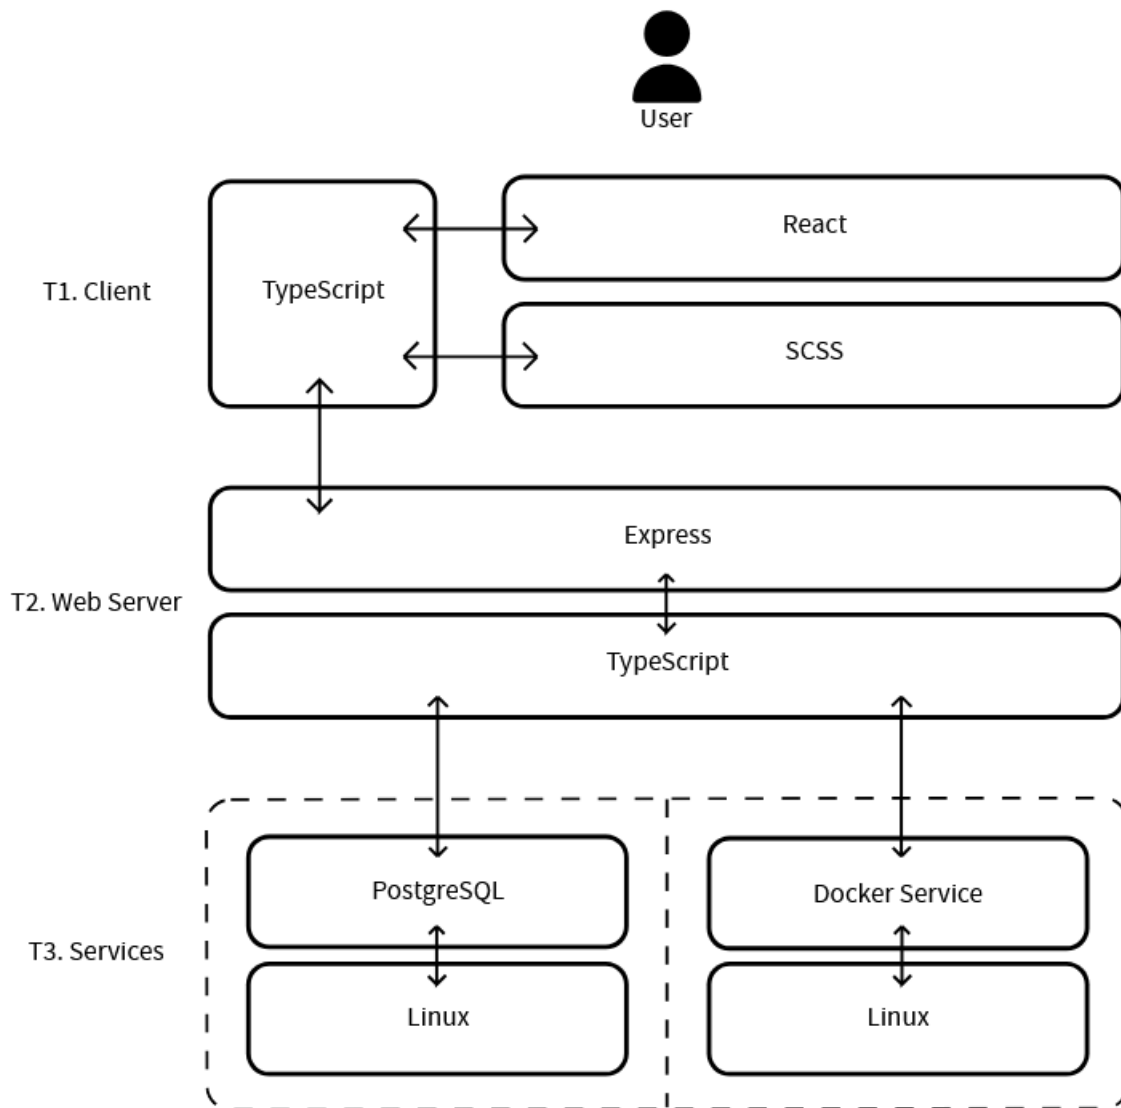 User
React
T1. Client
TypeScript
SCSS
Express
T2. Web Server
TypeScript
PostgreSQL
Docker Service
T3. Services
Linux
Linux